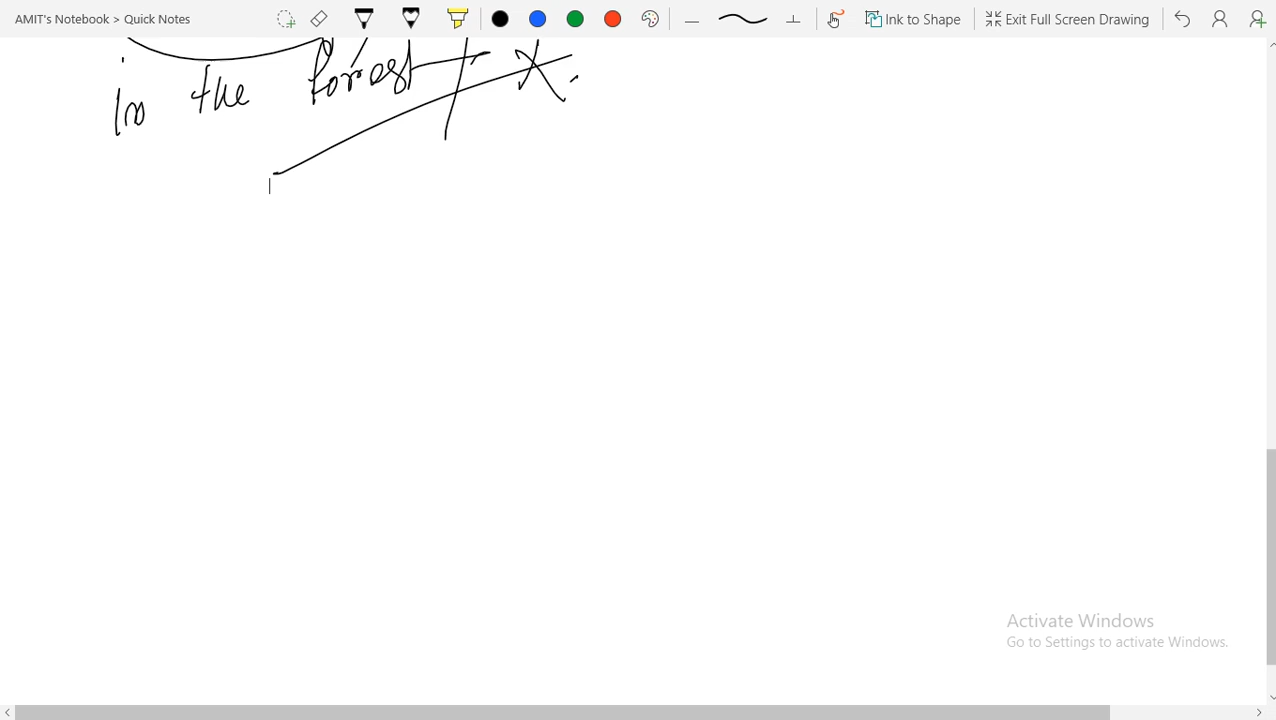 AMIT's Notebook > Quick Notes
Ink to Shape
Exit Full Screen Drawing
In the forest X.
Activate Windows
Go to Settings to activate Windows.